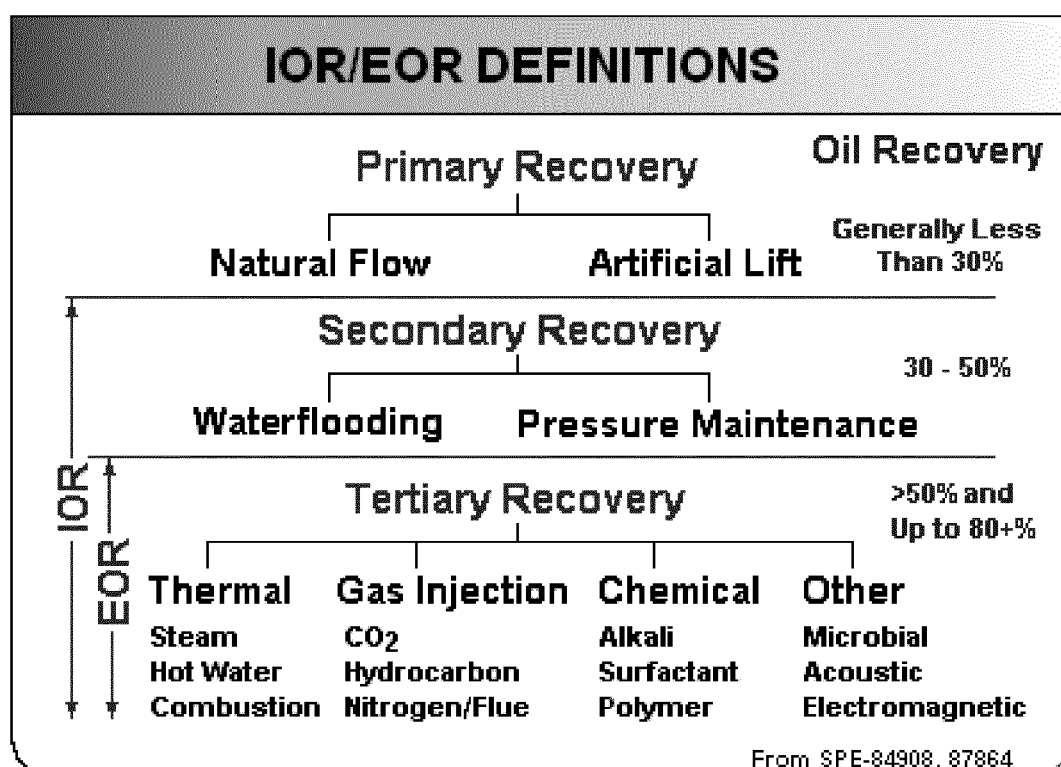 IOR/EOR DEFINITIONS
Oil Recovery
Primary Recovery
Generally Less
Than 30%
Natural Flow Artificial Lift
Secondary Recovery
30 - 50%
Waterflooding Pressure Maintenance
IOR
EOR
Tertiary Recovery
>50% and
Up to 80+%
Thermal Gas Injection Chemical Other
Steam CO2 Alkali Microbial
Hot Water Hydrocarbon Surfactant Acoustic
Combustion Nitrogen/Flue Polymer Electromagnetic
From SPE-84908, 87864